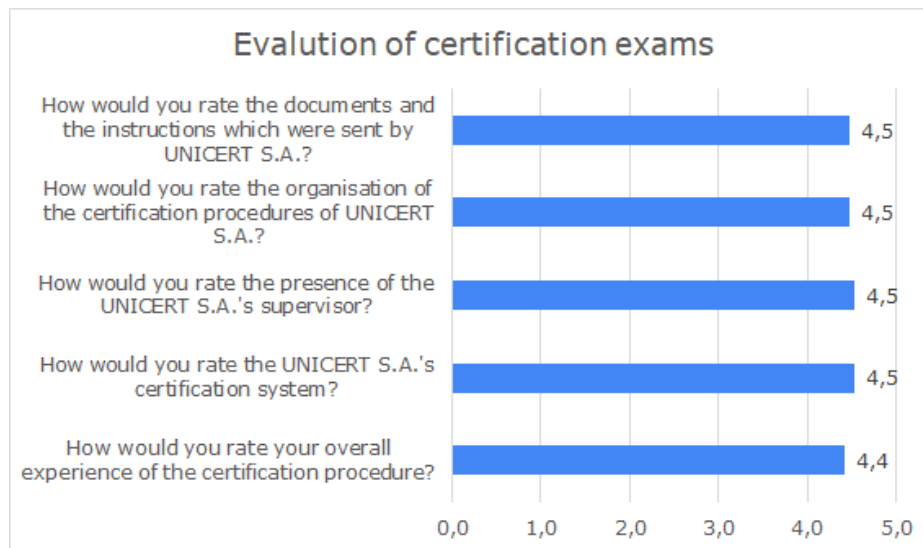 Evalution of certification exams
How would you rate the documents and
the instructions which were sent by
UNICERT S.A.?
4,5
How would you rate the organisation of
the certification procedures of UNICERT
S.A.?
4,5
How would you rate the presence of the
UNICERT S.A.'s supervisor?
4,5
How would you rate the UNICERT S.A.'s
certification system?
4,5
How would you rate your overall
experience of the certification procedure?
4,4
0,0 1,0 2,0 3,0 4,0 5,0